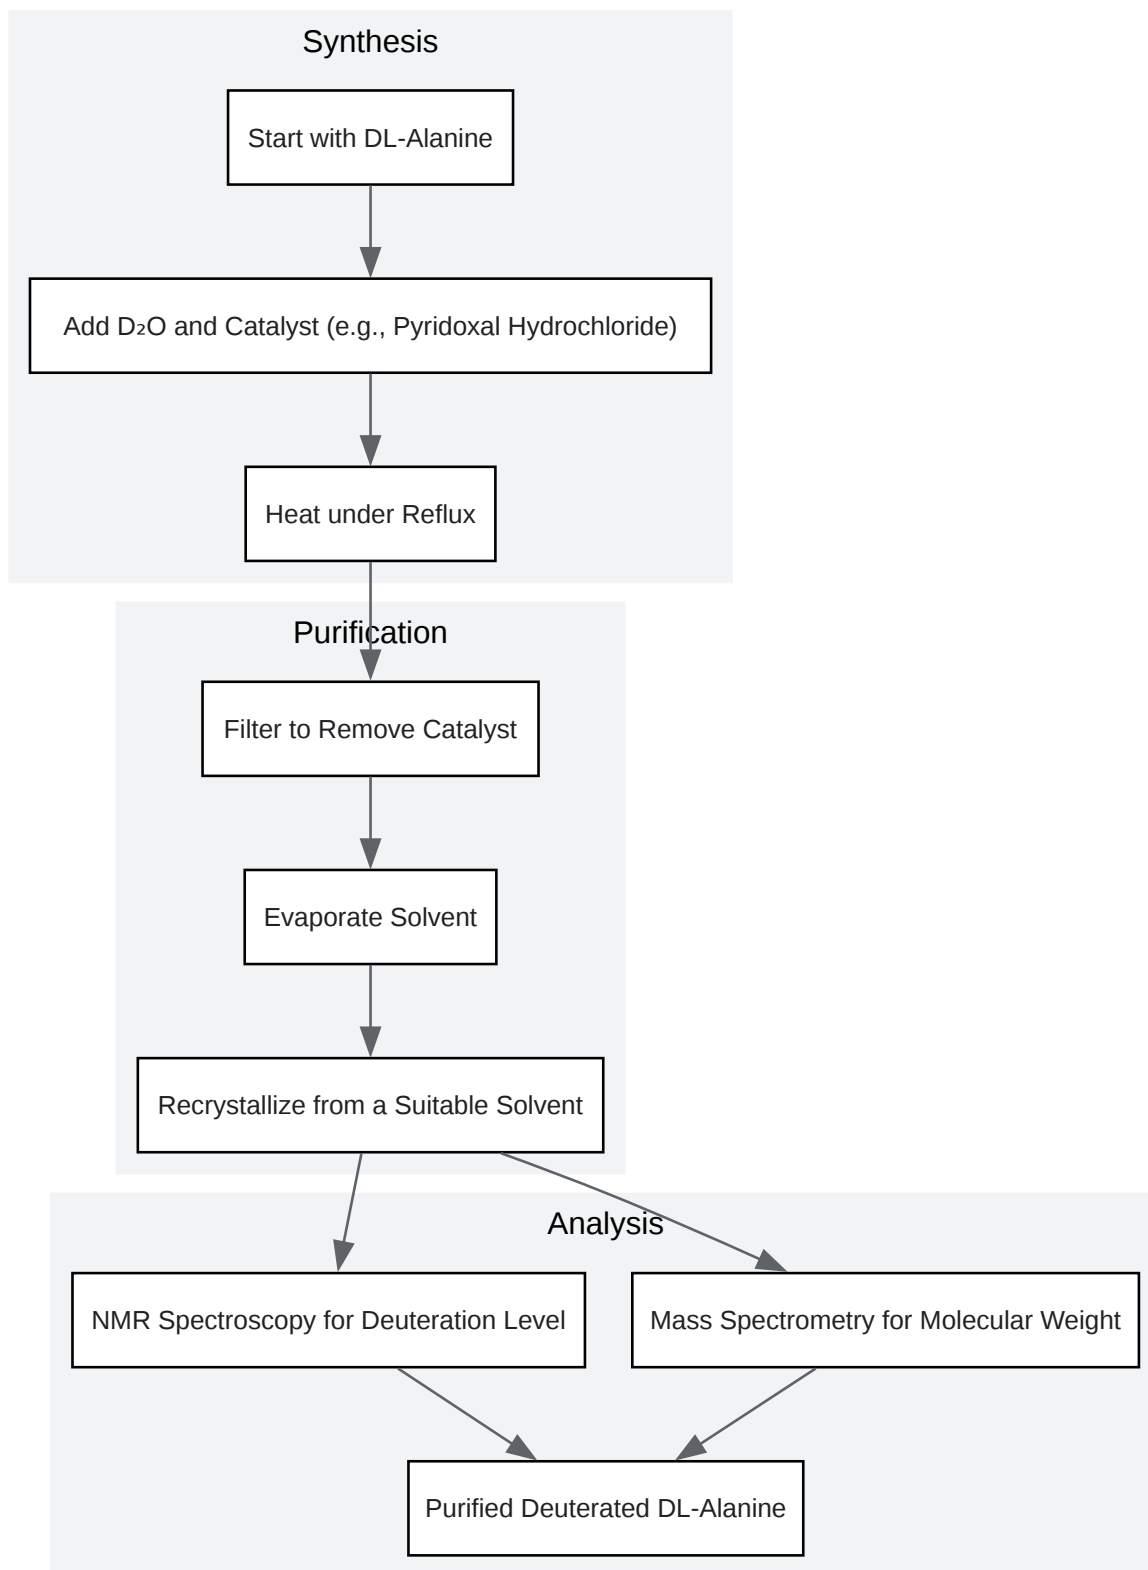 Synthesis
Start with DL-Alanine
Add D₂O and Catalyst (e.g., Pyridoxal Hydrochloride)
Heat under Reflux
Purification
Filter to Remove Catalyst
Evaporate Solvent
Recrystallize from a Suitable Solvent
Analysis
NMR Spectroscopy for Deuteration Level
Mass Spectrometry for Molecular Weight
Purified Deuterated DL-Alanine